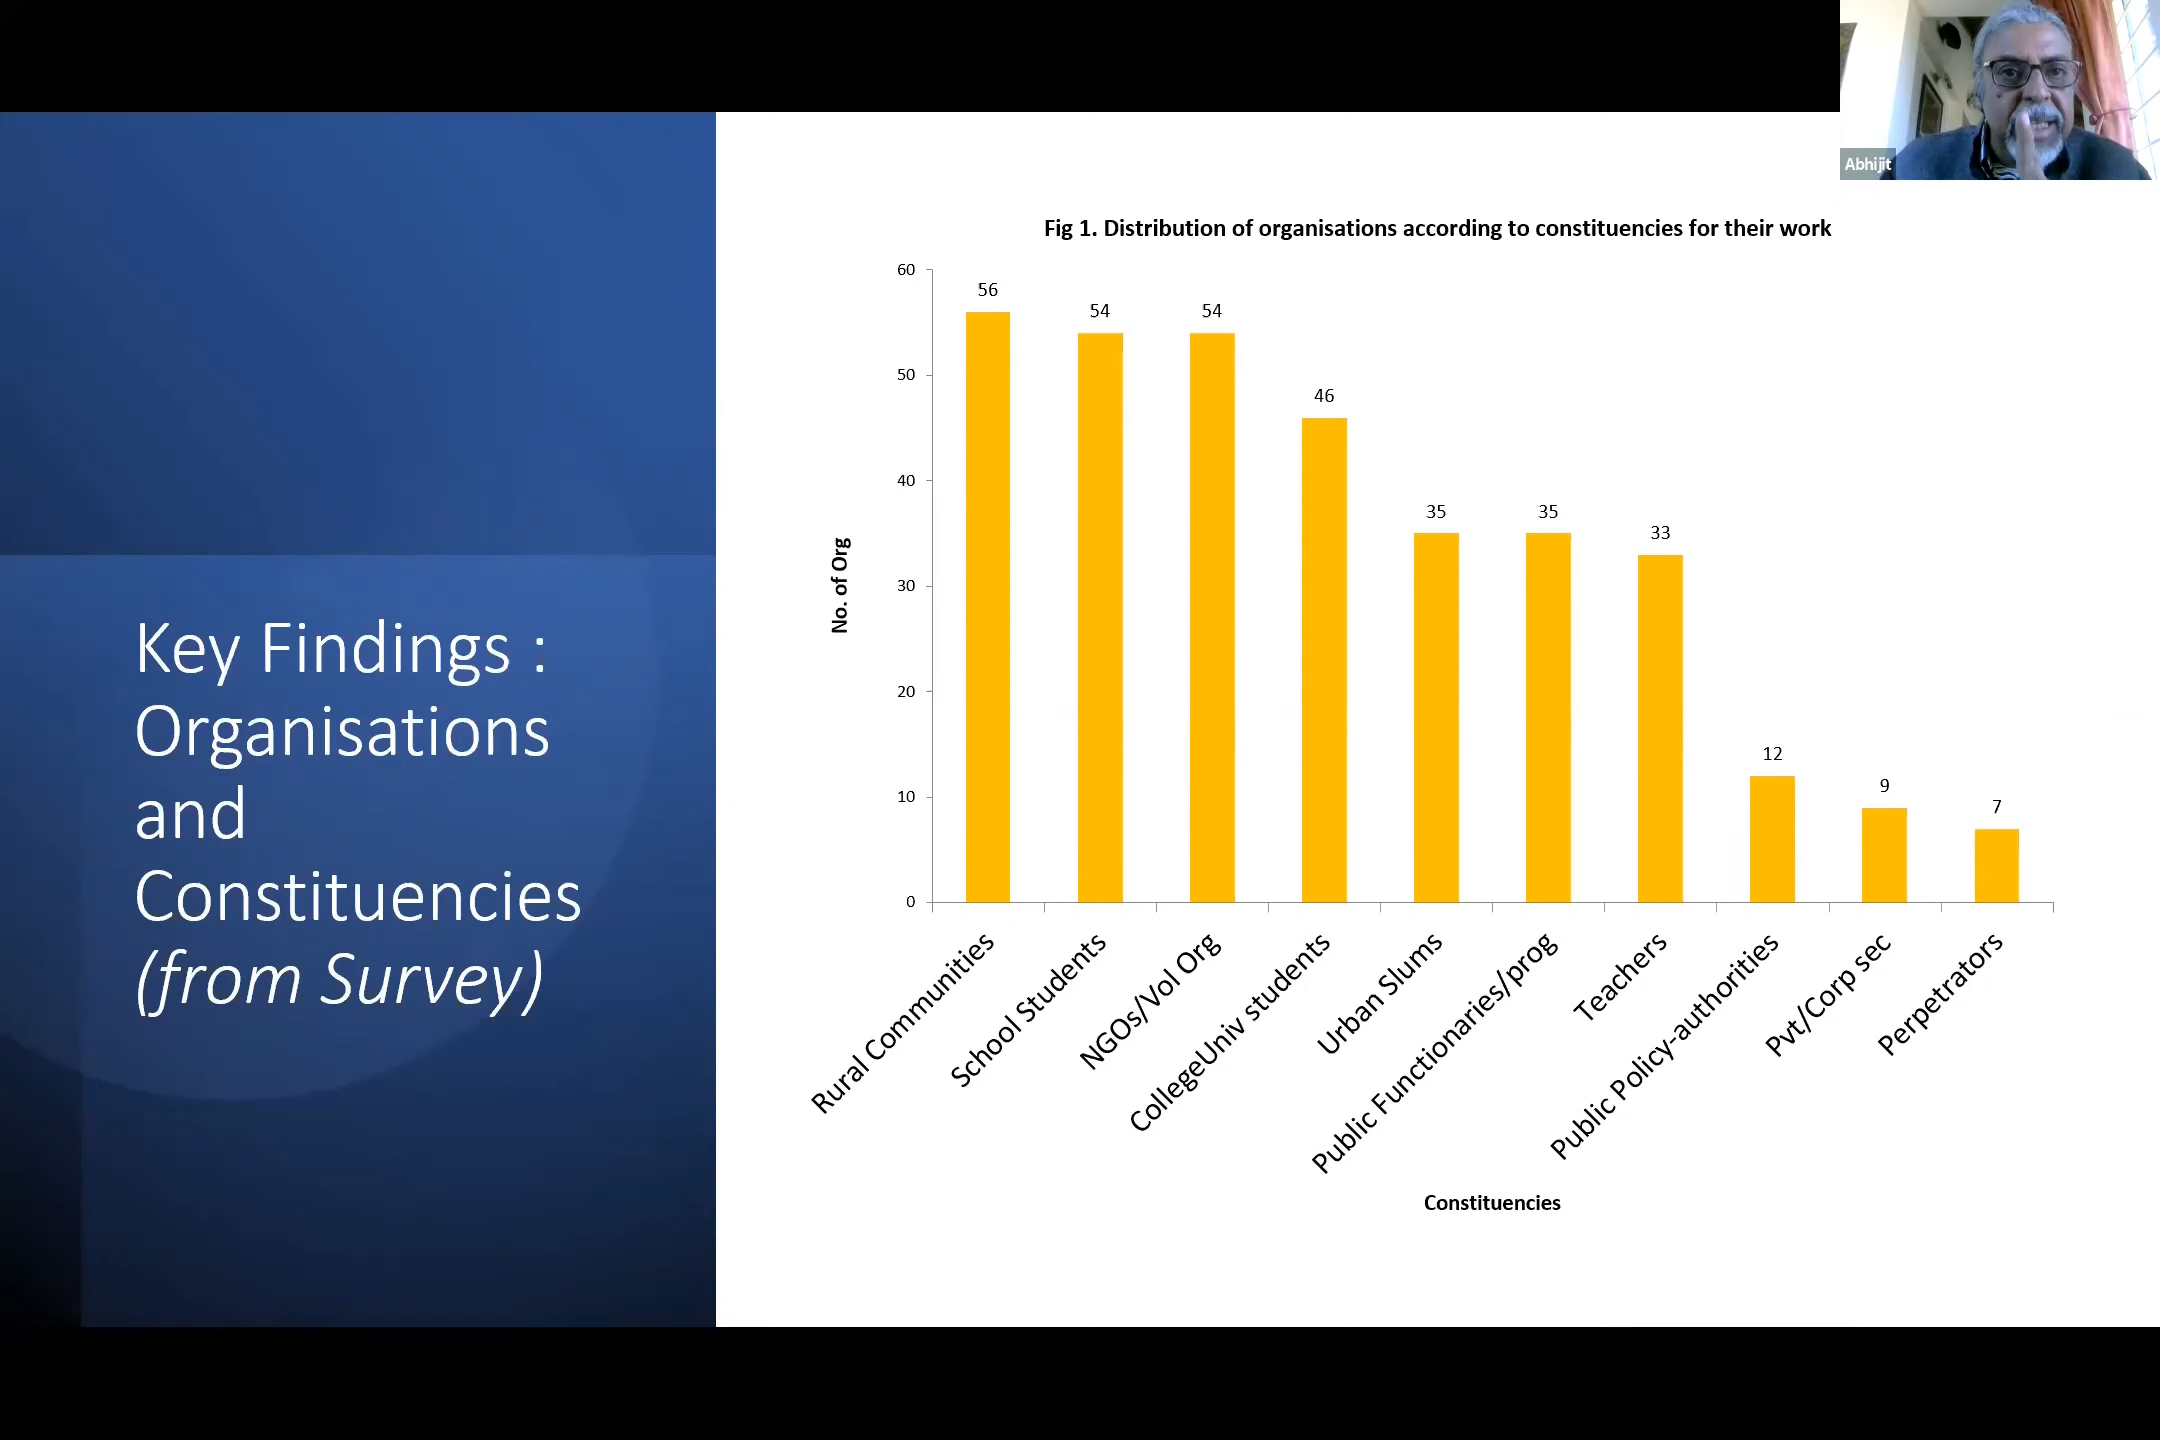 Abhijit
Key Findings :
Organisations
and
Constituencies
(from Survey)
Fig 1. Distribution of organisations according to constituencies for their work
No. of Org
60
50
40
30
20
10
0
56
54
54
46
35
35
33
12
9
7
Rural Communities
School Students
NGOs/Vol Org
CollegeUniv students
Urban Slums
Public Functionaries/prog
Teachers
Public Policy-authorities
Pvt/Corp sec
Perpetrators
Constituencies